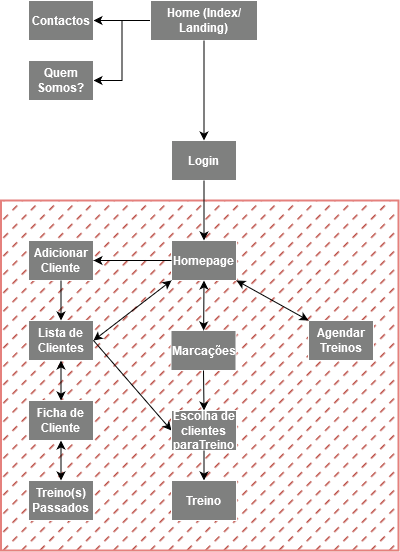 Contactos
Home (Index/
Landing)
Quem
Somos?
Login
Adicionar
Cliente
Homepage
Lista de
Clientes
Marcações
Agendar
Treinos
Ficha de
Cliente
Escolha de
clientes
paraTreino
Treino(s)
Passados
Treino